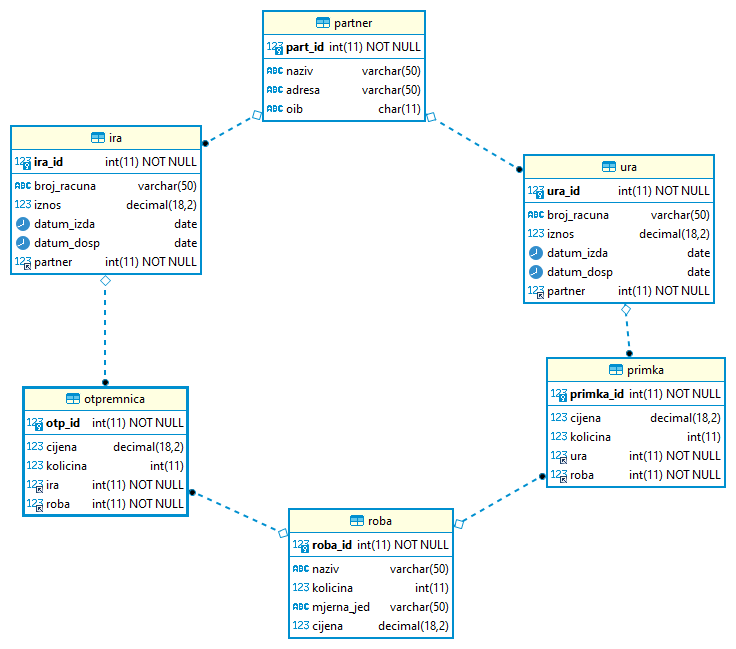 partner
123 part_id int(11) NOT NULL
ABC naziv varchar(50)
ABC adresa varchar(50)
ABC oib char(11)
ira
123 ira_id int(11) NOT NULL
ABC broj_racuna varchar(50)
123 iznos decimal(18,2)
datum_izda date
datum_dosp date
123 partner int(11) NOT NULL
ura
123 ura_id int(11) NOT NULL
ABC broj_racuna varchar(50)
123 iznos decimal(18,2)
datum_izda date
datum_dosp date
123 partner int(11) NOT NULL
otpremnica
123 otp_id int(11) NOT NULL
123 cijena decimal(18,2)
123 kolicina int(11)
123 ira int(11) NOT NULL
123 roba int(11) NOT NULL
primka
123 primka_id int(11) NOT NULL
123 cijena decimal(18,2)
123 kolicina int(11)
123 ura int(11) NOT NULL
123 roba int(11) NOT NULL
roba
123 roba_id int(11) NOT NULL
ABC naziv varchar(50)
123 kolicina int(11)
ABC mjerna_jed varchar(50)
123 cijena decimal(18,2)